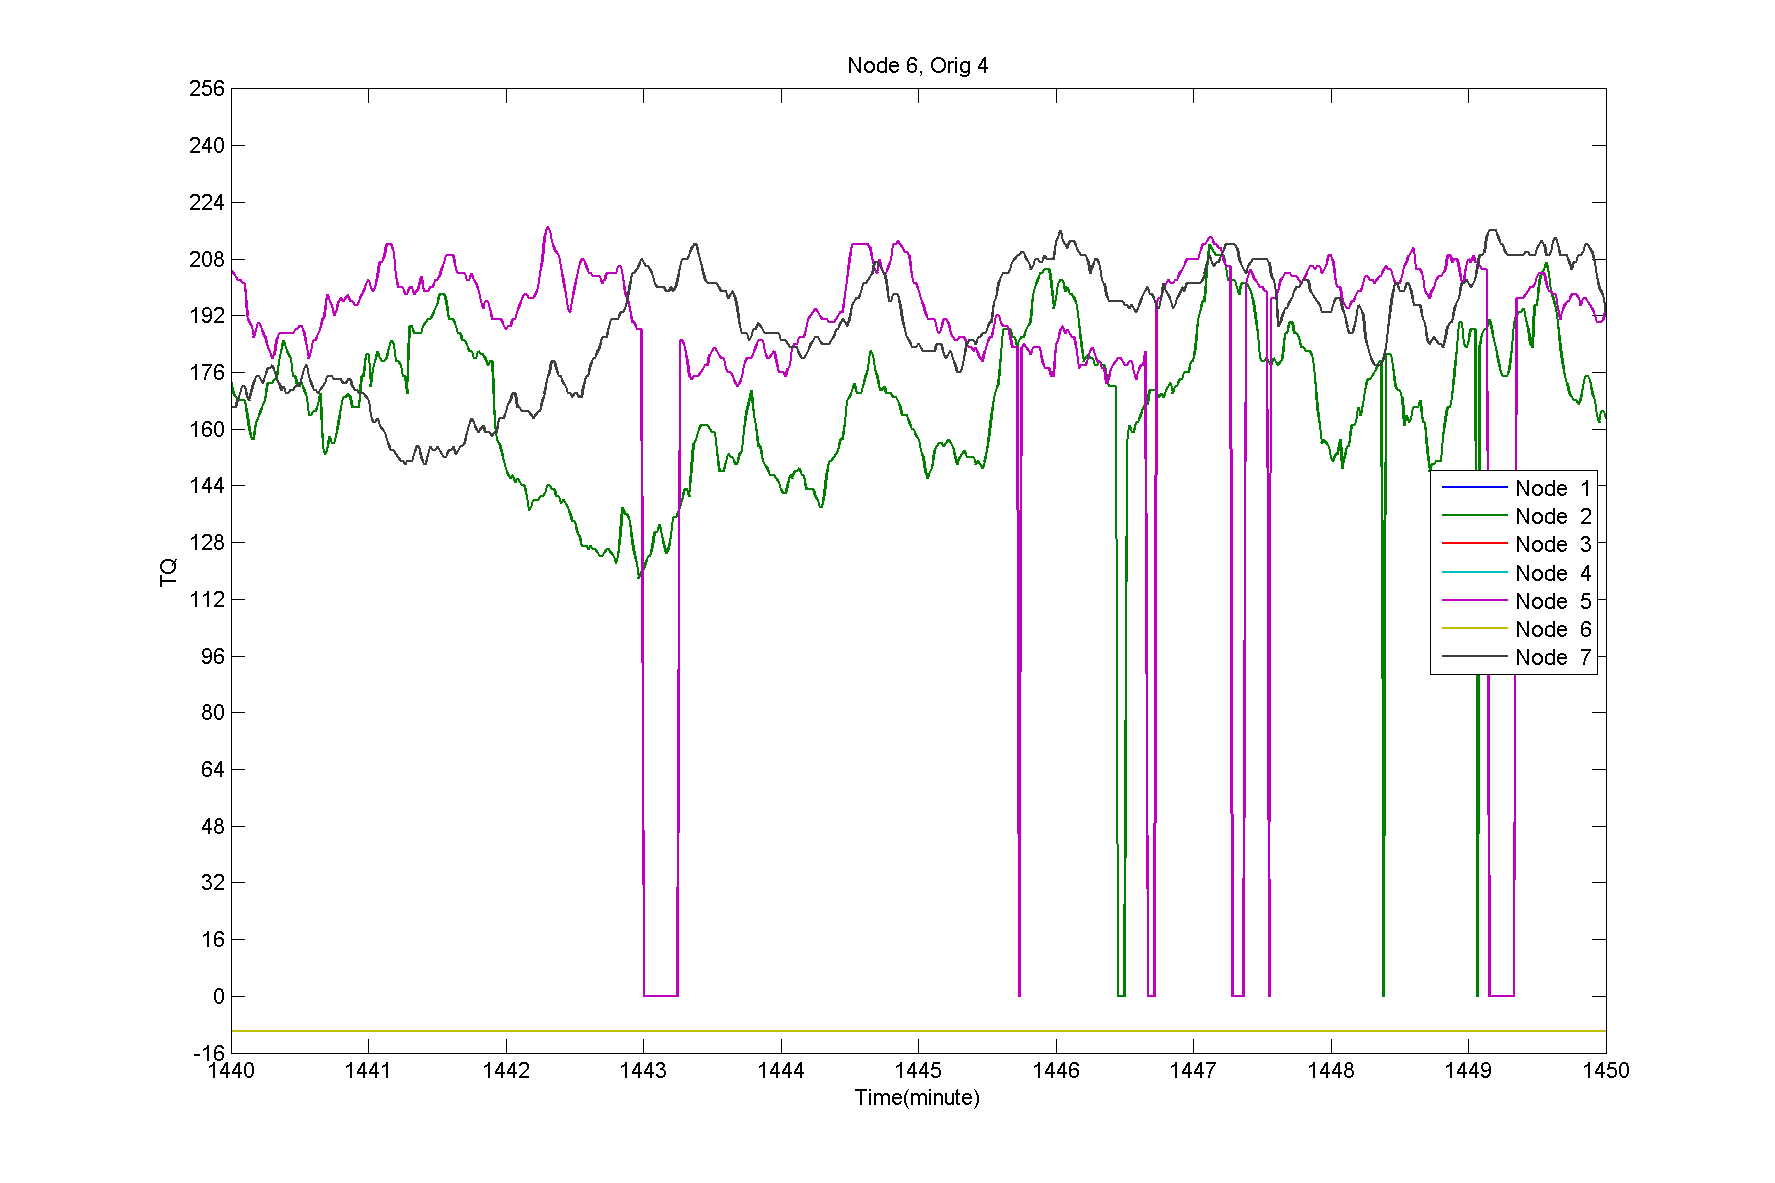 Node 6, Orig 4
256
240
224
208
192
176
160
144
128
112
96
80
64
48
32
16
0
-16
TQ
Node 1
Node 2
Node 3
Node 4
Node 5
Node 6
Node 7
1440 1441 1442 1443 1444 1445 1446 1447 1448 1449 1450
Time(minute)